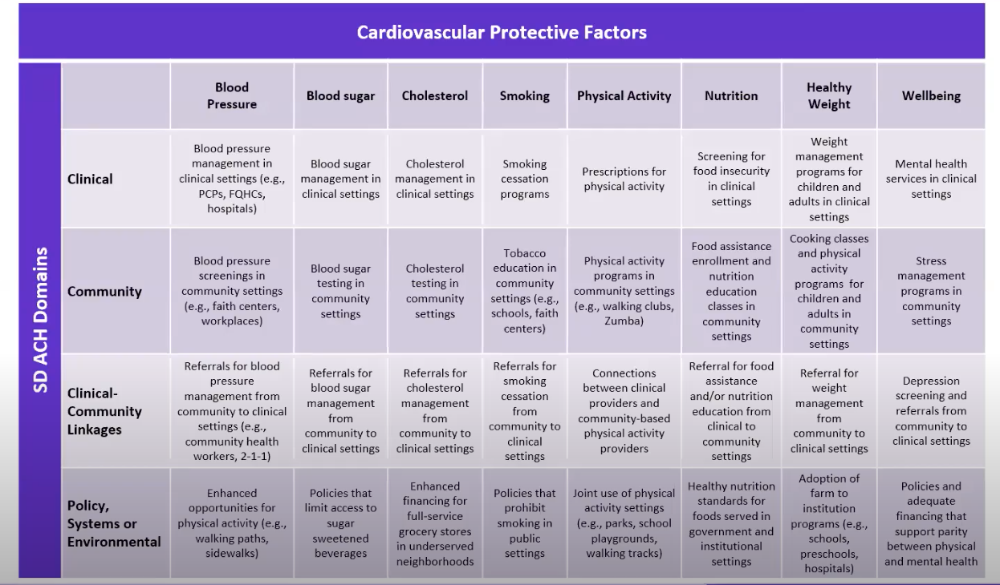 Cardiovascular Protective Factors
SD ACH Domains
Blood
Pressure
Blood sugar
Cholesterol
Smoking
Physical Activity
Nutrition
Healthy
Weight
Wellbeing
Clinical
Blood pressure
management in
clinical settings (e.g.,
PCPs, FQHCs,
hospitals)
Blood sugar
management in
clinical settings
Cholesterol
management in
clinical settings
Smoking
cessation
programs
Prescriptions for
physical activity
Screening for
food insecurity
in clinical
settings
Weight
management
programs for
children and
adults in clinical
settings
Mental health
services in clinical
settings
Community
Blood pressure
screenings in
community settings
(e.g., faith centers,
workplaces)
Blood sugar
testing in
community
settings
Cholesterol
testing in
community
settings
Tobacco
education in
community
settings (e.g.,
schools, faith
centers)
Physical activity
programs in
community settings
(e.g., walking clubs,
Zumba)
Food assistance
enrollment and
nutrition
education
classes in
community
settings
Cooking classes
and physical
activity
programs for
children and
adults in
community
settings
Stress
management
programs in
community
settings
Clinical-
Community
Linkages
Referrals for blood
pressure
management from
community to clinical
settings (e.g.,
community health
workers, 2-1-1)
Referrals for
blood sugar
management
from
community to
clinical settings
Referrals for
cholesterol
management
from
community to
clinical settings
Referrals for
smoking
cessation
from
community to
clinical
settings
Connections
between clinical
providers and
community-based
physical activity
providers
Referral for food
assistance
and/or nutrition
education from
clinical to
community
settings
Referral for
weight
management
from
community to
clinical settings
Depression
screening and
referrals from
community to
clinical settings
Policy,
Systems or
Environmental
Enhanced
opportunities for
physical activity (e.g.,
walking paths,
sidewalks)
Policies that
limit access to
sugar
sweetened
beverages
Enhanced
financing for
full-service
grocery stores
in underserved
neighborhoods
Policies that
prohibit
smoking in
public
settings
Joint use of physical
activity settings
(e.g., parks, school
playgrounds,
walking tracks)
Healthy nutrition
standards for
foods served in
government and
institutional
settings
Adoption of
farm to
institution
programs (e.g.,
schools,
preschools,
hospitals)
Policies and
adequate
financing that
support parity
between physical
and mental health